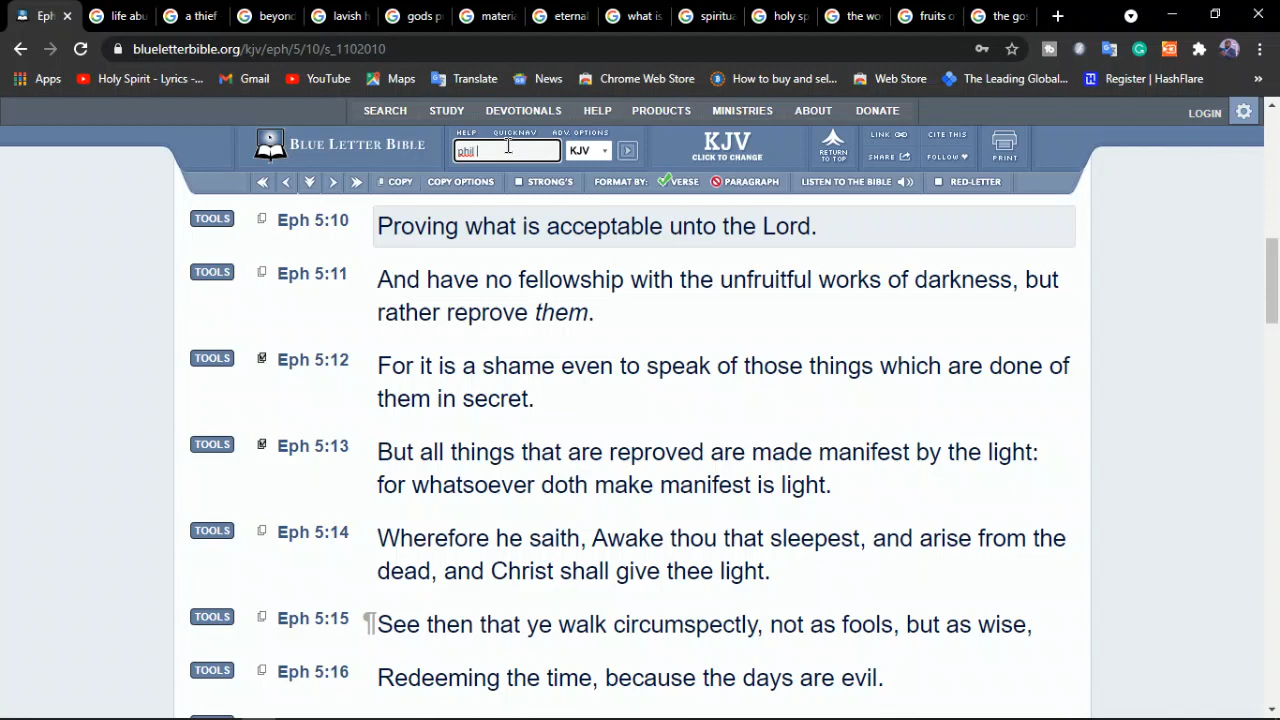 Eph
life abu
a thief
beyond
lavish h
gods p
materia
eternal
what is
spiritua
holy sp
the wo
fruits o
the gos
blueletterbible.org/kjv/eph/5/10/s_1102010
Apps
Holy Spirit - Lyrics -...
Gmail
YouTube
Maps
Translate
News
Chrome Web Store
How to buy and sel...
Web Store
The Leading Global...
Register | HashFlare
»
SEARCH STUDY DEVOTIONALS HELP PRODUCTS MINISTRIES ABOUT DONATE
LOGIN
BLUE LETTER BIBLE
HELP QUICKNAV ADV. OPTIONS
phil
KJV
KJV
CLICK TO CHANGE
RETURN
TO TOP
LINK
CITE THIS
SHARE
FOLLOW
PRINT
COPY COPY OPTIONS STRONG'S FORMAT BY: VERSE PARAGRAPH LISTEN TO THE BIBLE RED-LETTER
TOOLS Eph 5:10 Proving what is acceptable unto the Lord.
TOOLS Eph 5:11 And have no fellowship with the unfruitful works of darkness, but
rather reprove them.
TOOLS Eph 5:12 For it is a shame even to speak of those things which are done of
them in secret.
TOOLS Eph 5:13 But all things that are reproved are made manifest by the light:
for whatsoever doth make manifest is light.
TOOLS Eph 5:14 Wherefore he saith, Awake thou that sleepest, and arise from the
dead, and Christ shall give thee light.
TOOLS Eph 5:15 ¶See then that ye walk circumspectly, not as fools, but as wise,
TOOLS Eph 5:16 Redeeming the time, because the days are evil.